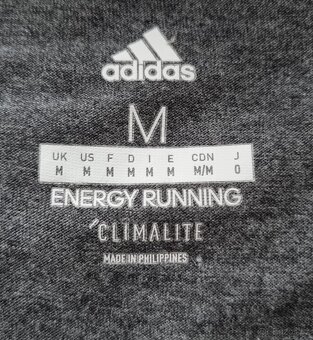 adidas
M
UK US F D I E CDN J
M M M M M M M/M O
ENERGY RUNNING
CLIMALITE
MADE IN PHILIPPINES